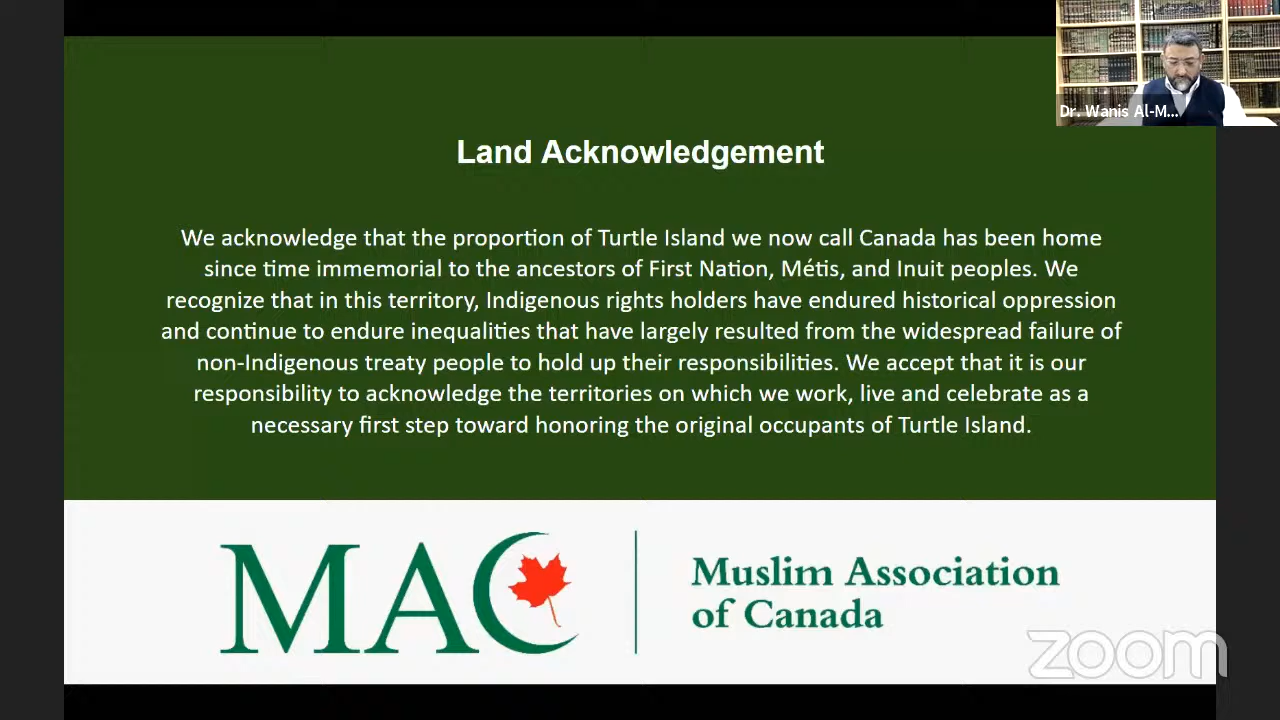 Dr. Wanis Al-M...
Land Acknowledgement
We acknowledge that the proportion of Turtle Island we now call Canada has been home
since time immemorial to the ancestors of First Nation, Métis, and Inuit peoples. We
recognize that in this territory, Indigenous rights holders have endured historical oppression
and continue to endure inequalities that have largely resulted from the widespread failure of
non-Indigenous treaty people to hold up their responsibilities. We accept that it is our
responsibility to acknowledge the territories on which we work, live and celebrate as a
necessary first step toward honoring the original occupants of Turtle Island.
MAC
Muslim Association
of Canada
zoom